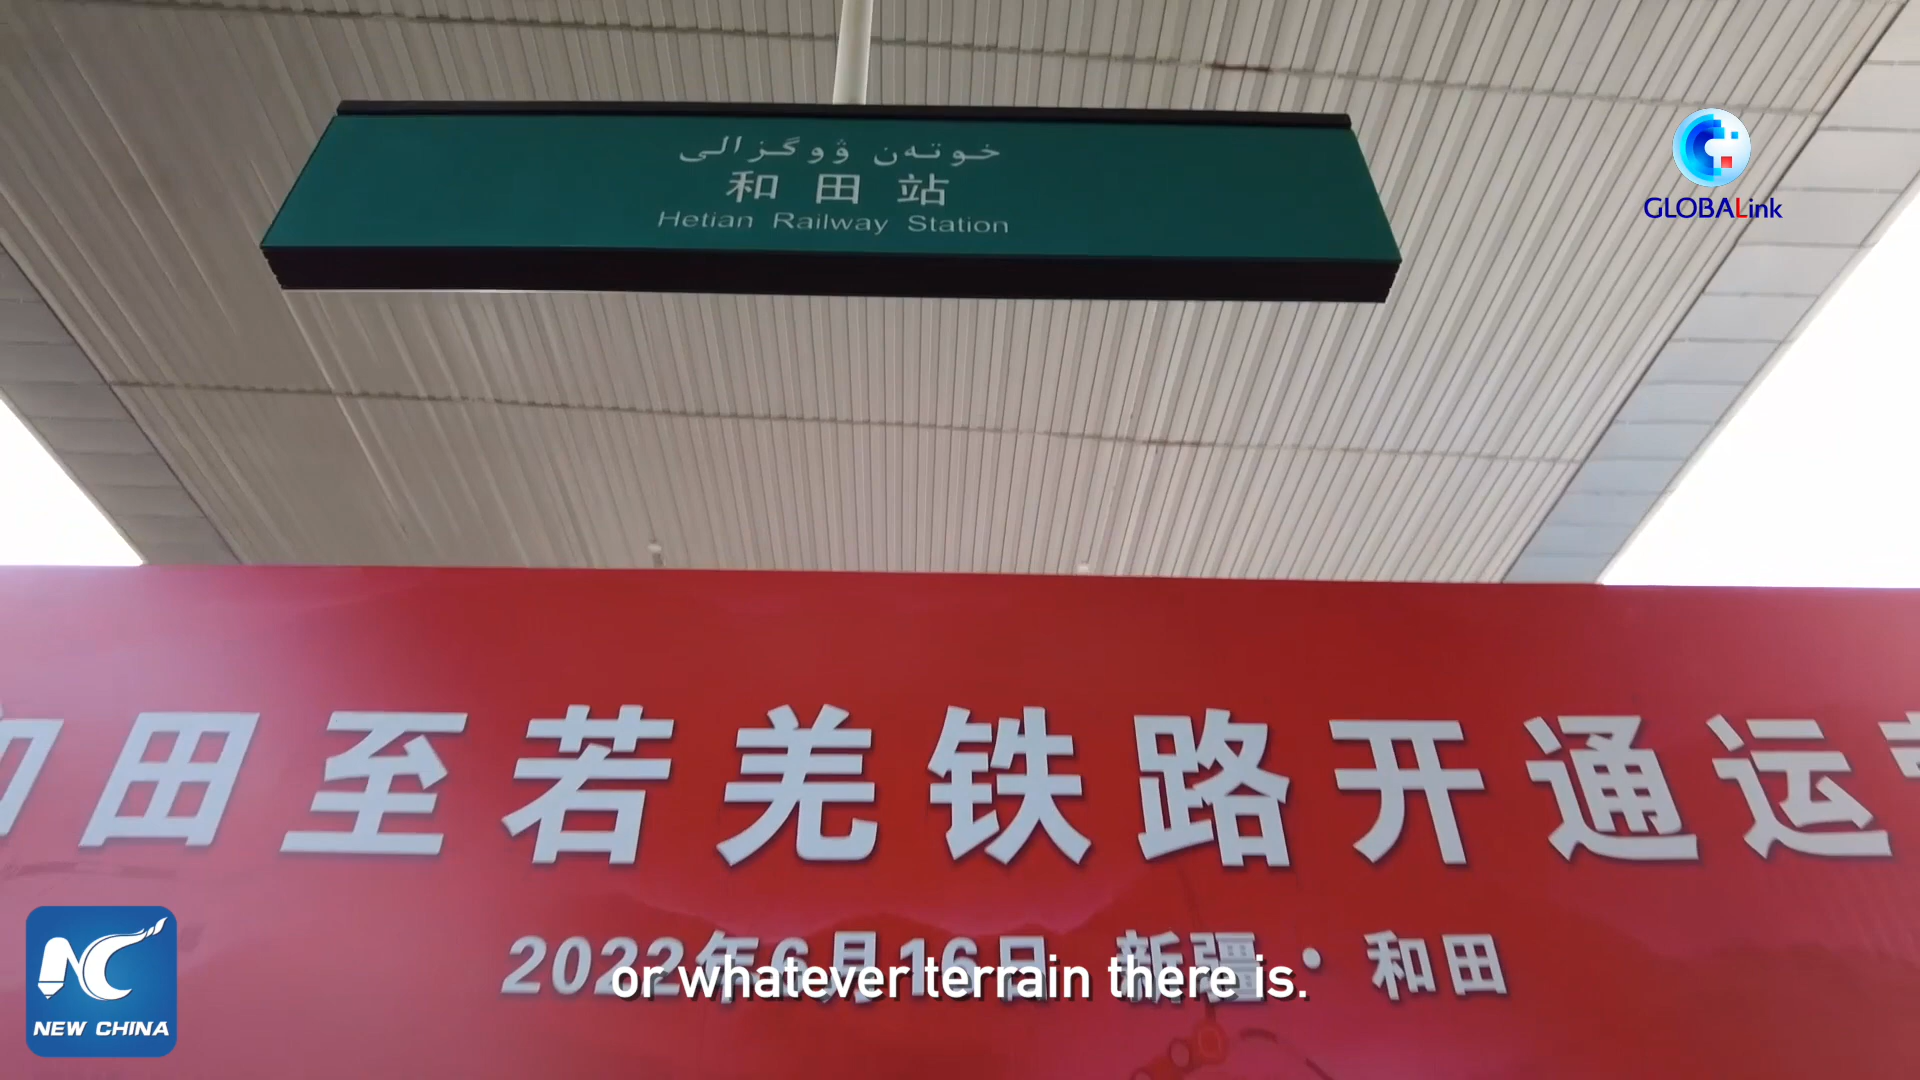 خوتەن ۋوگزالى
和田站
Hetian Railway Station
GLOBALink
田至若羌铁路开通运
2022年6月16日 新疆·和田
or whatever terrain there is.
NEW CHINA